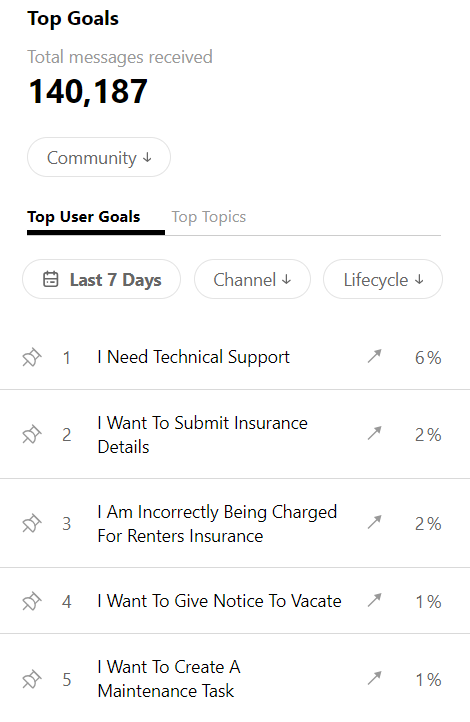 Top Goals
Total messages received
140,187
Community ↓
Top User Goals Top Topics
Last 7 Days Channel ↓ Lifecycle ↓
1 I Need Technical Support 6%
2 I Want To Submit Insurance
Details 2%
3 I Am Incorrectly Being Charged
For Renters Insurance 2%
4 I Want To Give Notice To Vacate 1%
5 I Want To Create A
Maintenance Task 1%